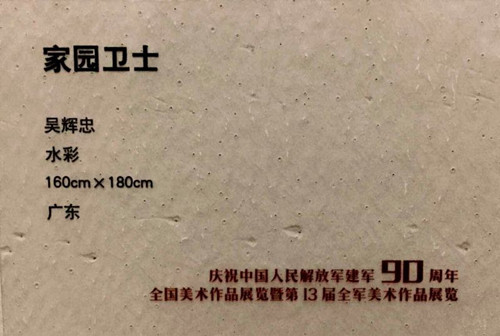 家园卫士
吴辉忠
水彩
160cm×180cm
广东
庆祝中国人民解放军建军90周年
全国美术作品展览暨第13届全军美术作品展览